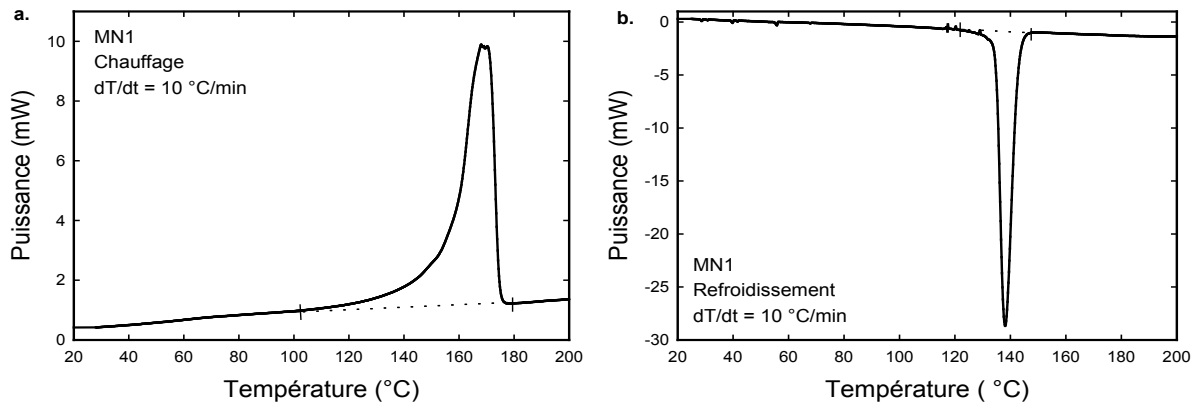 a.
MN1
Chauffage
dT/dt = 10 °C/min
Puissance (mW)
10
8
6
4
2
0
20 40 60 80 100 120 140 160 180 200
Température (°C)
b.
MN1
Refroidissement
dT/dt = 10 °C/min
Puissance (mW)
0
-5
-10
-15
-20
-25
-30
20 40 60 80 100 120 140 160 180 200
Température ( °C)